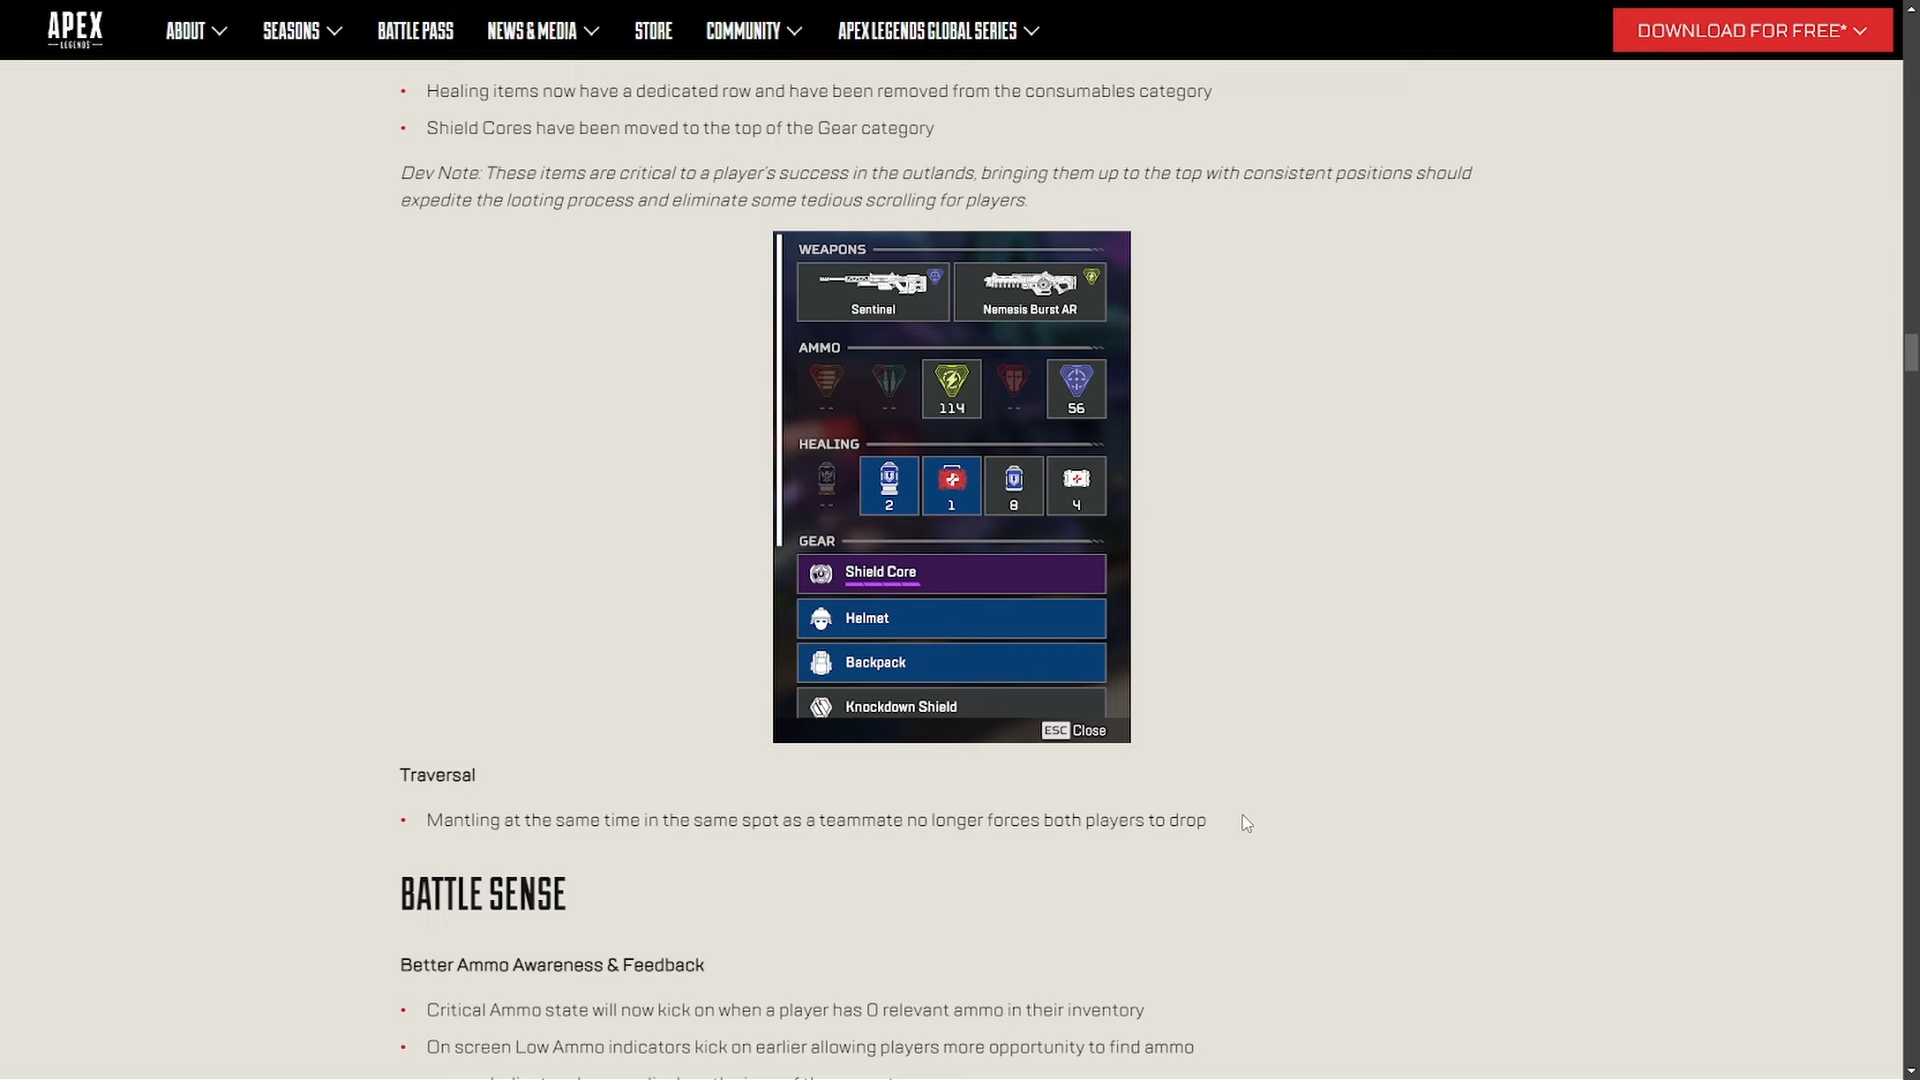 APEX
LEGENDS
ABOUT
SEASONS
BATTLE PASS
NEWS & MEDIA
STORE
COMMUNITY
APEX LEGENDS GLOBAL SERIES
DOWNLOAD FOR FREE*
• Healing items now have a dedicated row and have been removed from the consumables category
• Shield Cores have been moved to the top of the Gear category
Dev Note: These items are critical to a player's success in the outlands, bringing them up to the top with consistent positions should
expedite the looting process and eliminate some tedious scrolling for players.
WEAPONS
Sentinel
Nemesis Burst AR
AMMO
-- -- 114 -- 56
HEALING
-- 2 1 8 4
GEAR
Shield Core
Helmet
Backpack
Knockdown Shield
ESC Close
Traversal
• Mantling at the same time in the same spot as a teammate no longer forces both players to drop
BATTLE SENSE
Better Ammo Awareness & Feedback
• Critical Ammo state will now kick on when a player has 0 relevant ammo in their inventory
• On screen Low Ammo indicators kick on earlier allowing players more opportunity to find ammo